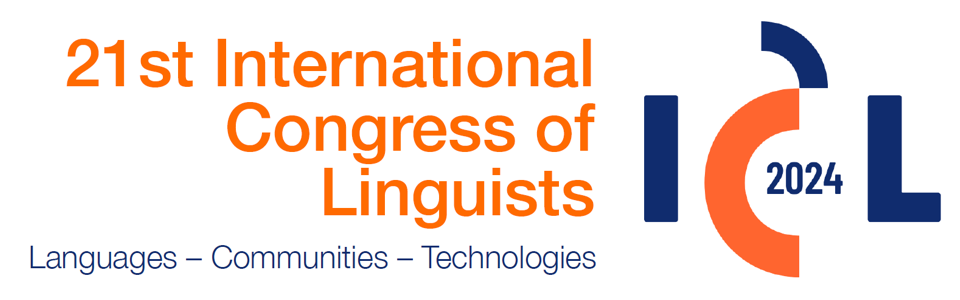 21st International
Congress of
Linguists
Languages – Communities – Technologies
ICL
2024